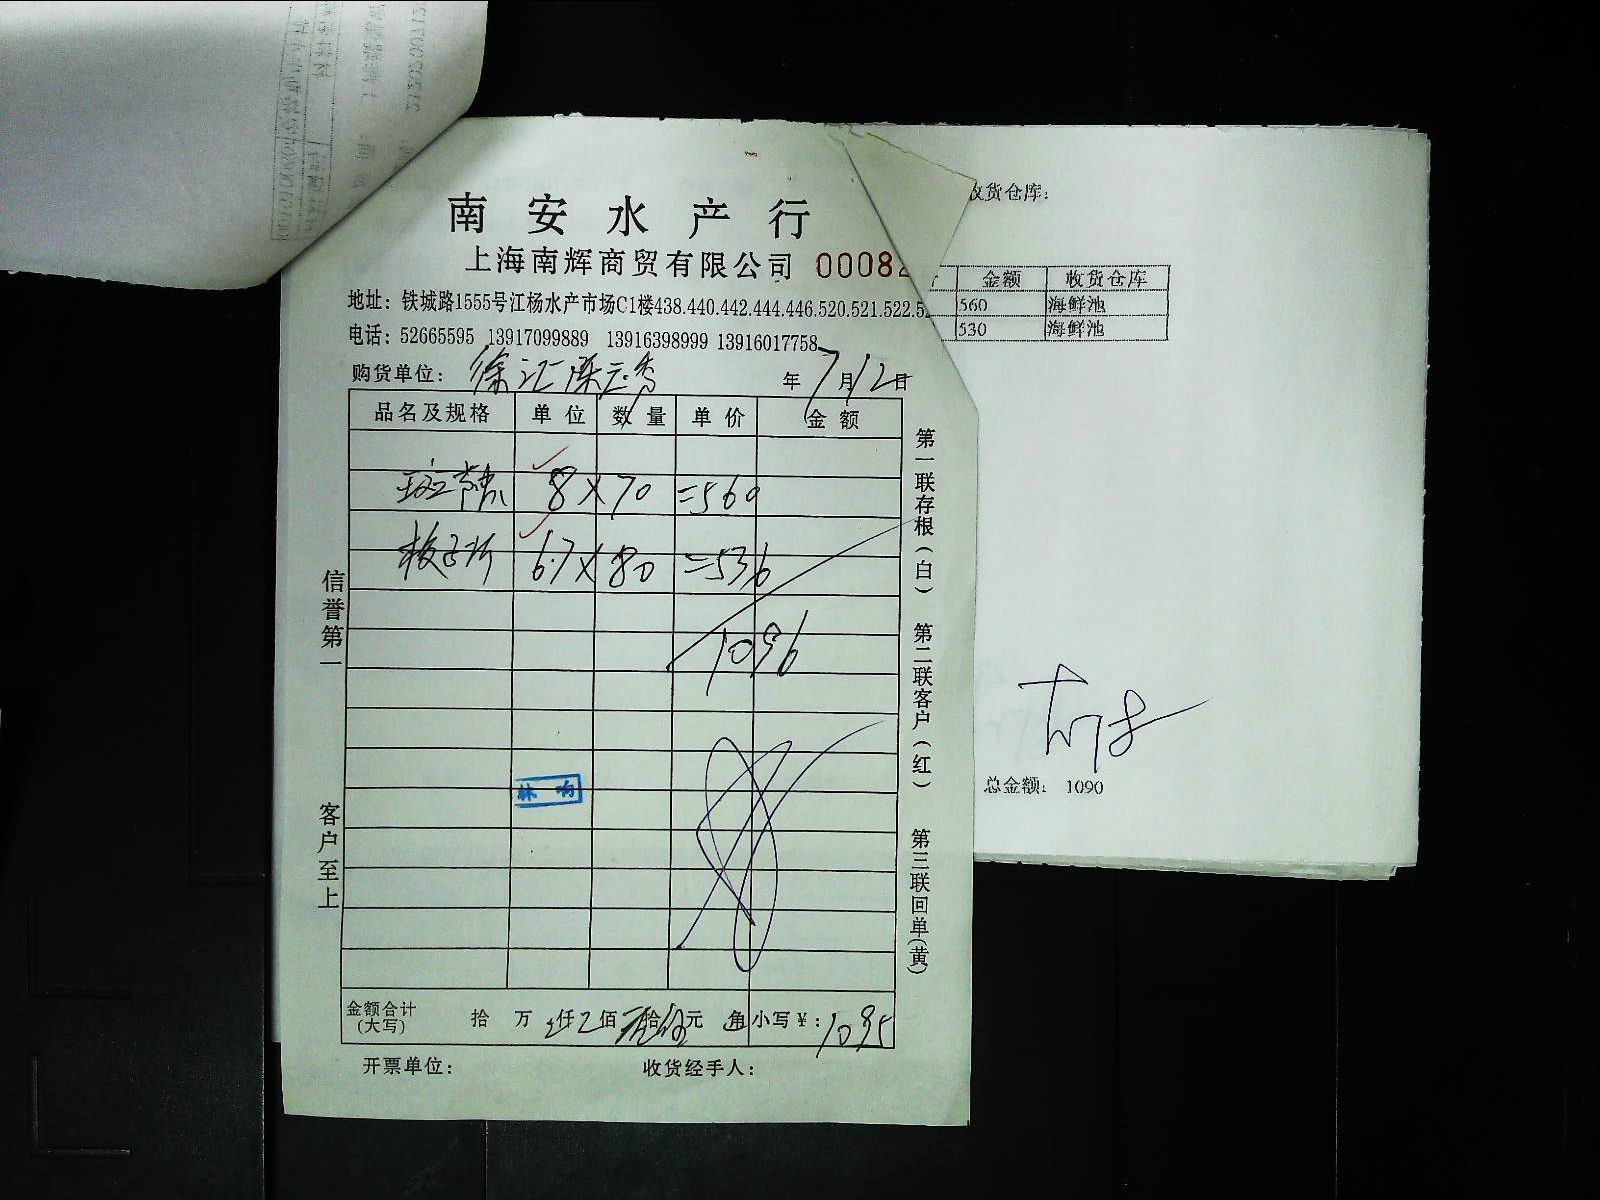 南安水产行
上海南辉商贸有限公司 0008
地址：铁城路1555号江杨水产市场C1楼438.440.442.444.446.520.521.522.5
电话：52665595 13917099889 13916398999 13916017758
购货单位： 徐汇 年7月12日
品名及规格 单位 数量 单价 金额
8×70=560
6.7×80=536
1096
林
金额合计(大写) 拾 万 仟 佰 拾 元 角 小写￥：1095
开票单位： 收货经手人：
信誉第一 客户至上
第一联存根(白) 第二联客户(红) 第三联回单(黄)
收货仓库：
金额 收货仓库
560 海鲜池
530 海鲜池
总金额： 1090